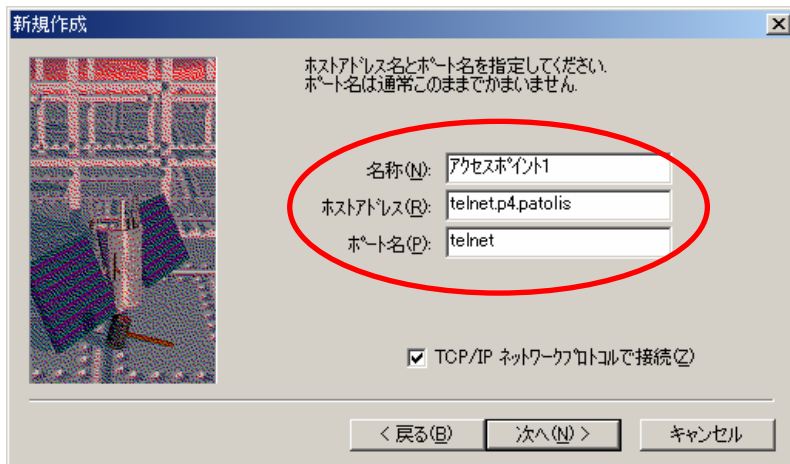 新規作成
ﾎｽﾄｱﾄﾞﾚｽ名とﾎﾟｰﾄ名を指定してください.
ﾎﾟｰﾄ名は通常このままでかまいません.
名称(N): ｱｸｾｽﾎﾟｲﾝﾄ1
ﾎｽﾄｱﾄﾞﾚｽ(R): telnet.p4.patolis
ﾎﾟｰﾄ名(P): telnet
TCP/IP ﾈｯﾄﾜｰｸﾌﾟﾛﾄｺﾙで接続(Z)
< 戻る(B) 次へ(N) > キャンセル